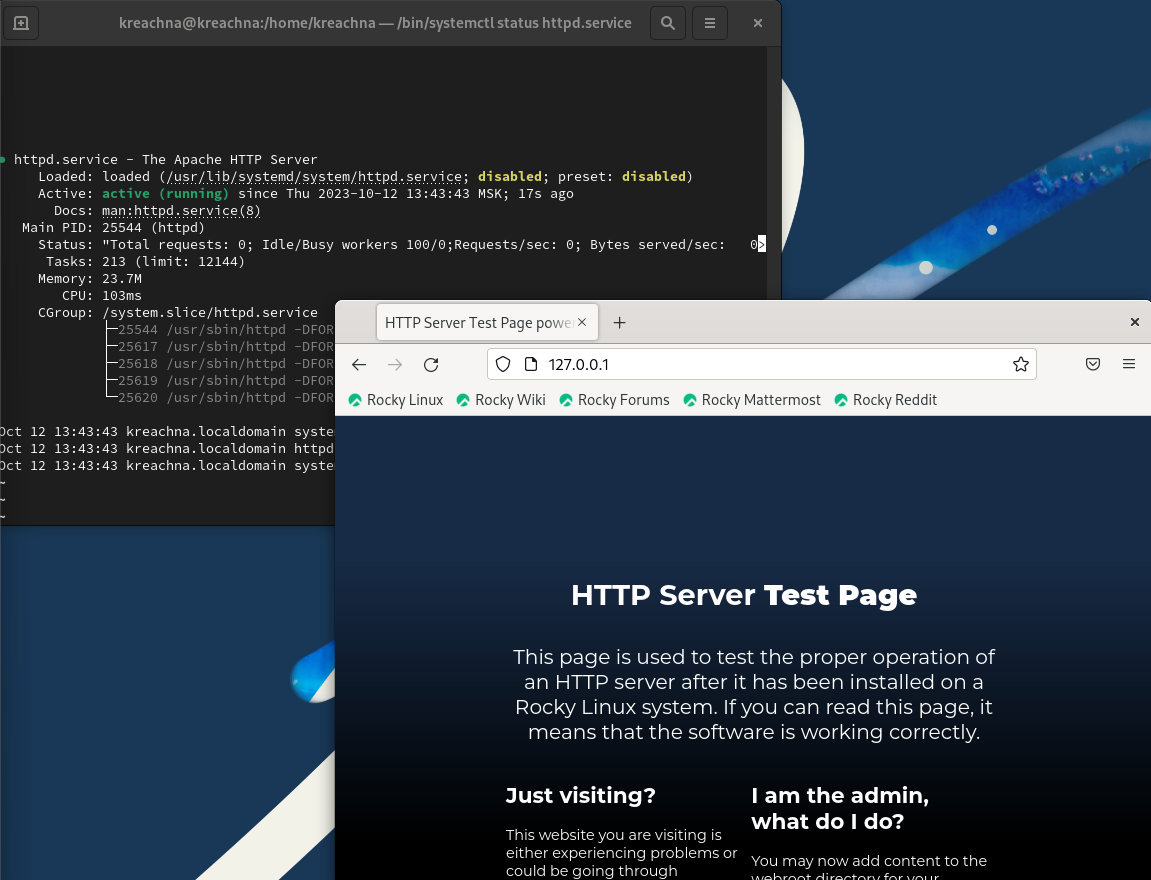 kreachna@kreachna:/home/kreachna — /bin/systemctl status httpd.service
● httpd.service - The Apache HTTP Server
Loaded: loaded (/usr/lib/systemd/system/httpd.service; disabled; preset: disabled)
Active: active (running) since Thu 2023-10-12 13:43:43 MSK; 17s ago
Docs: man:httpd.service(8)
Main PID: 25544 (httpd)
Status: "Total requests: 0; Idle/Busy workers 100/0;Requests/sec: 0; Bytes served/sec:   0>
Tasks: 213 (limit: 12144)
Memory: 23.7M
CPU: 103ms
CGroup: /system.slice/httpd.service
├─25544 /usr/sbin/httpd -DFOR
├─25617 /usr/sbin/httpd -DFOR
├─25618 /usr/sbin/httpd -DFOR
├─25619 /usr/sbin/httpd -DFOR
└─25620 /usr/sbin/httpd -DFOR
Oct 12 13:43:43 kreachna.localdomain syste
Oct 12 13:43:43 kreachna.localdomain httpd
Oct 12 13:43:43 kreachna.localdomain syste
~
~
~
HTTP Server Test Page powe
127.0.0.1
Rocky Linux Rocky Wiki Rocky Forums Rocky Mattermost Rocky Reddit
HTTP Server Test Page
This page is used to test the proper operation of
an HTTP server after it has been installed on a
Rocky Linux system. If you can read this page, it
means that the software is working correctly.
Just visiting?
This website you are visiting is
either experiencing problems or
could be going through
I am the admin,
what do I do?
You may now add content to the
webroot directory for your